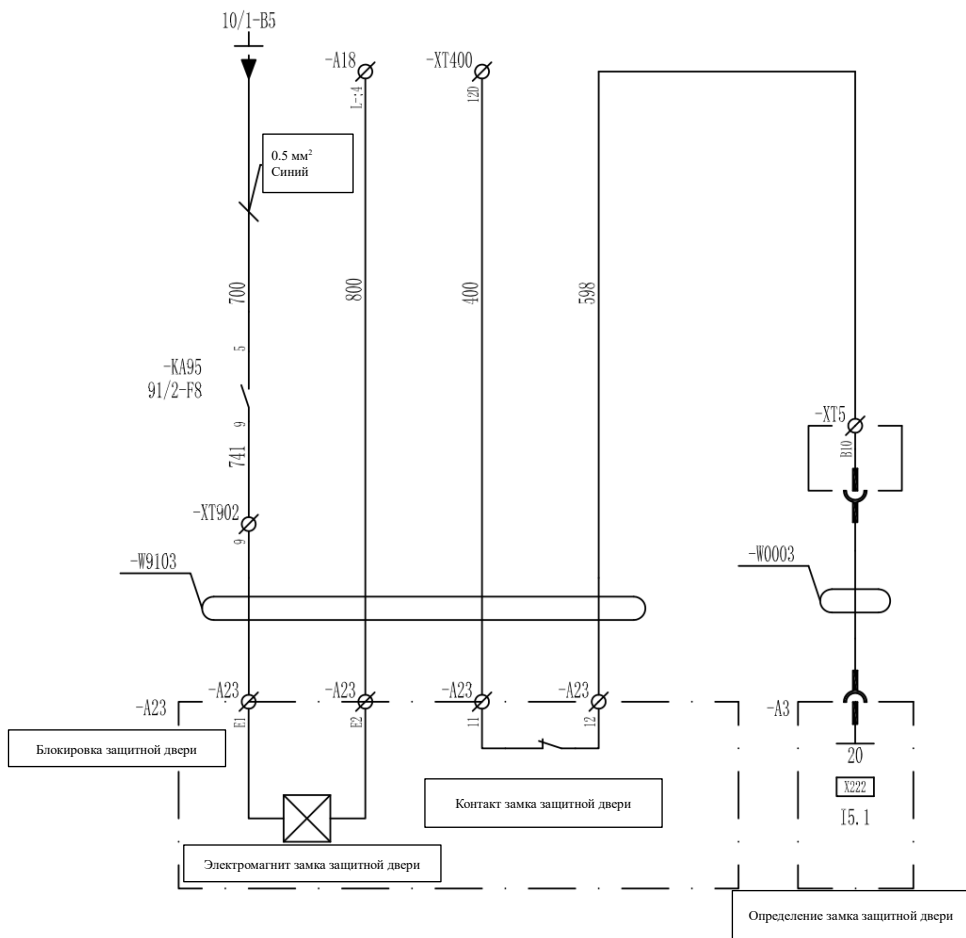 10/1-B5
-A18
-XT400
L-:4
12D
0.5 мм²
Синий
700
800
400
598
5
-KA95
91/2-F8
9
741
-XT5
B10
-XT902
9
-W9103
-W0003
-A23
-A23
-A23
-A23
-A23
-A3
E1
E2
11
12
Блокировка защитной двери
20
X222
I5.1
Контакт замка защитной двери
Электромагнит замка защитной двери
Определение замка защитной двери